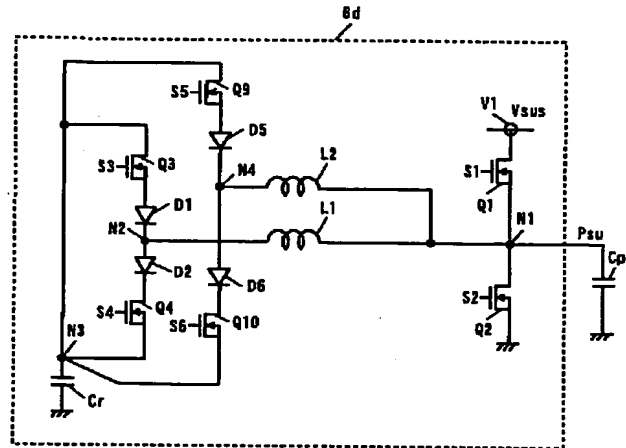 6d
S5 Q9
V1 Vsus
D5
S3 Q3
N4 L2
S1
Q1
D1
L1
N2
N1 Psu
D2
D6
Cp
S4 Q4
S6 Q10
S2
Q2
N3
Cr